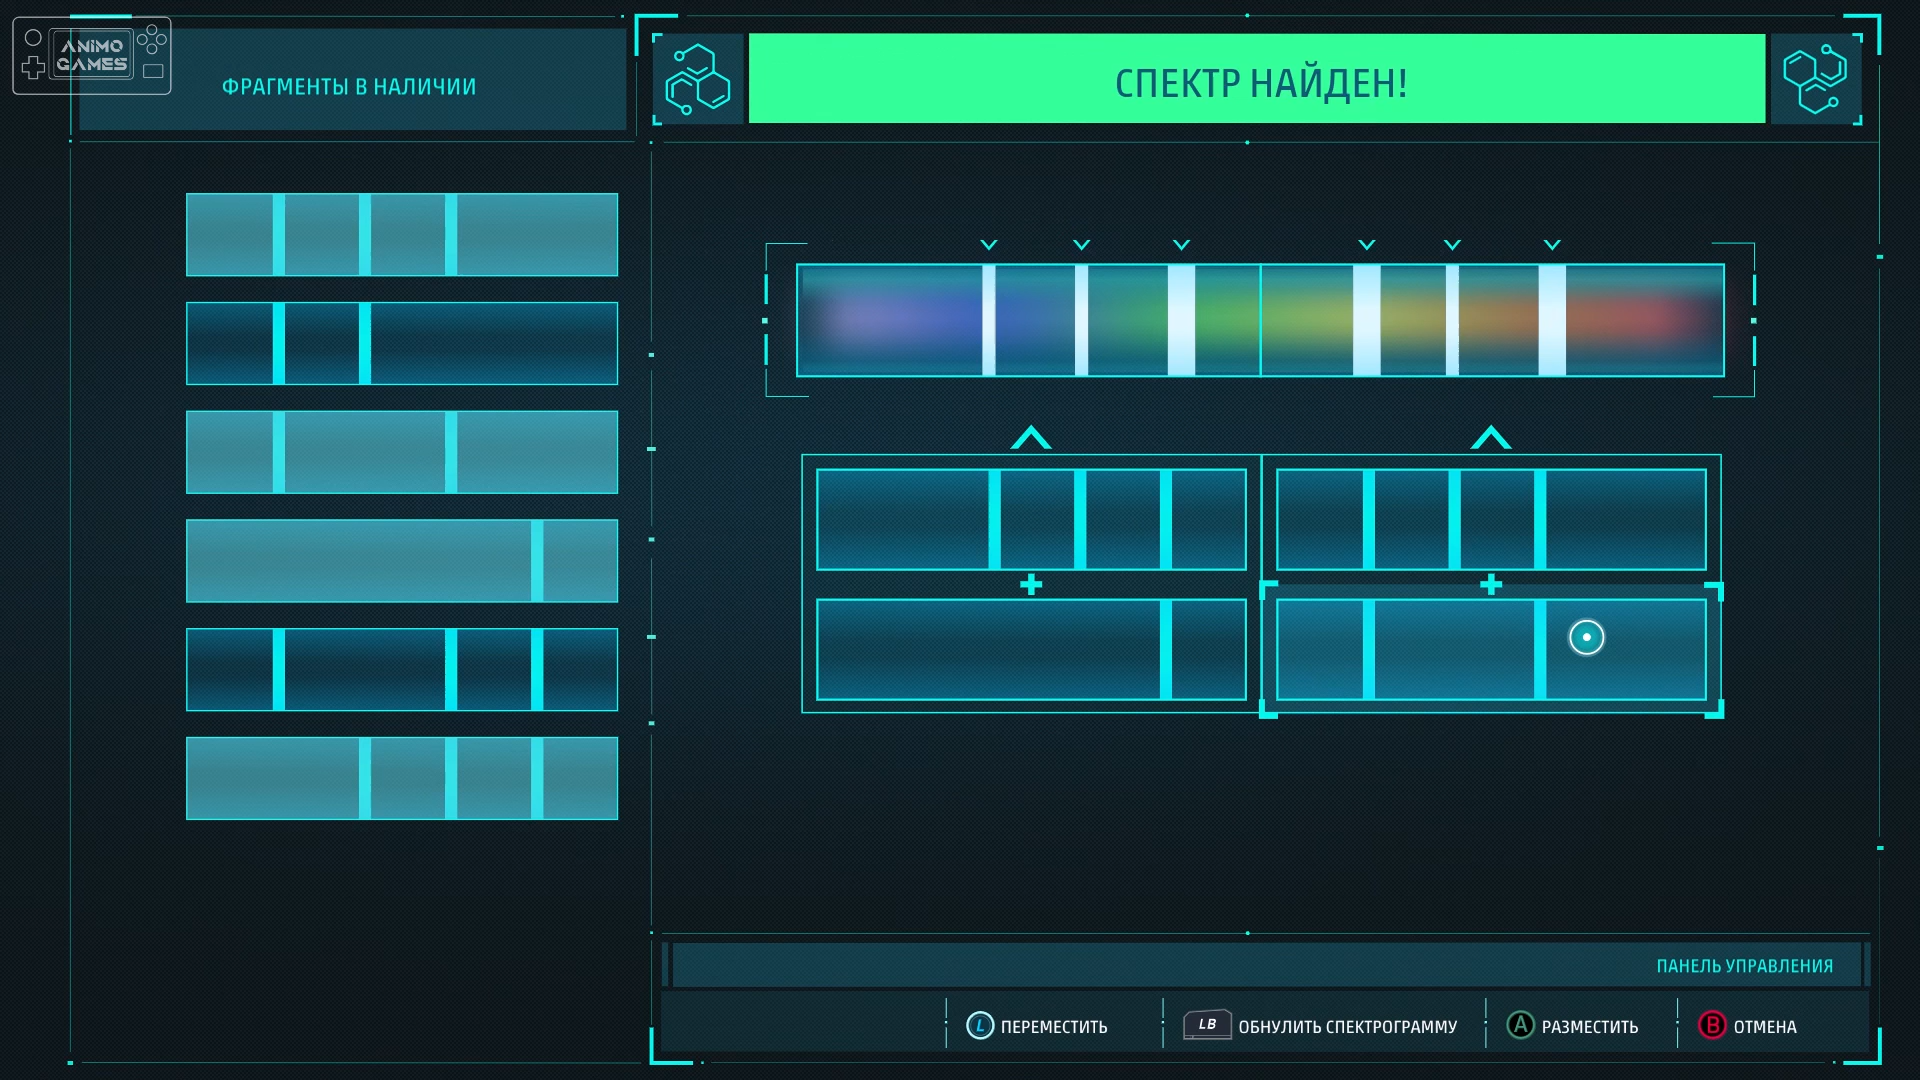 ANIMO
GAMES
ФРАГМЕНТЫ В НАЛИЧИИ
СПЕКТР НАЙДЕН!
ПАНЕЛЬ УПРАВЛЕНИЯ
L ПЕРЕМЕСТИТЬ
LB ОБНУЛИТЬ СПЕКТРОГРАММУ
A РАЗМЕСТИТЬ
B ОТМЕНА